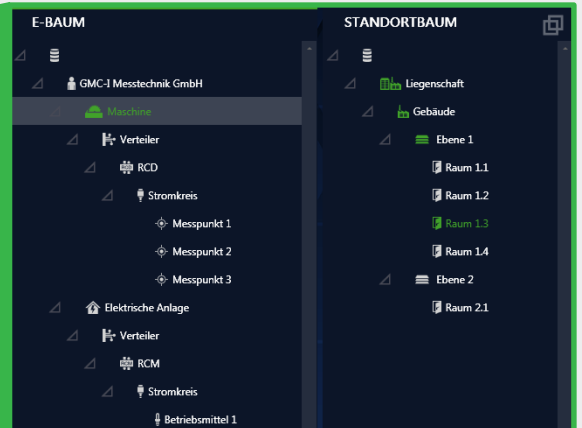 E-BAUM
GMC-I Messtechnik GmbH
Maschine
Verteiler
RCD
Stromkreis
Messpunkt 1
Messpunkt 2
Messpunkt 3
Elektrische Anlage
Verteiler
RCM
Stromkreis
Betriebsmittel 1
STANDORTBAUM
Liegenschaft
Gebäude
Ebene 1
Raum 1.1
Raum 1.2
Raum 1.3
Raum 1.4
Ebene 2
Raum 2.1